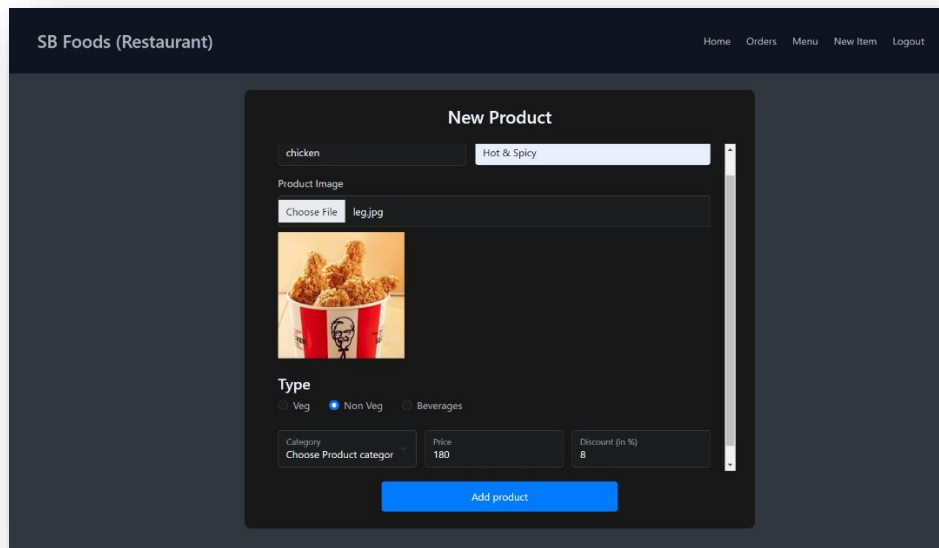 SB Foods (Restaurant)
Home Orders Menu New Item Logout
New Product
chicken Hot & Spicy
Product Image
Choose File leg.jpg
Type
Veg Non Veg Beverages
Category Price Discount (in %)
Choose Product categor 180 8
Add product